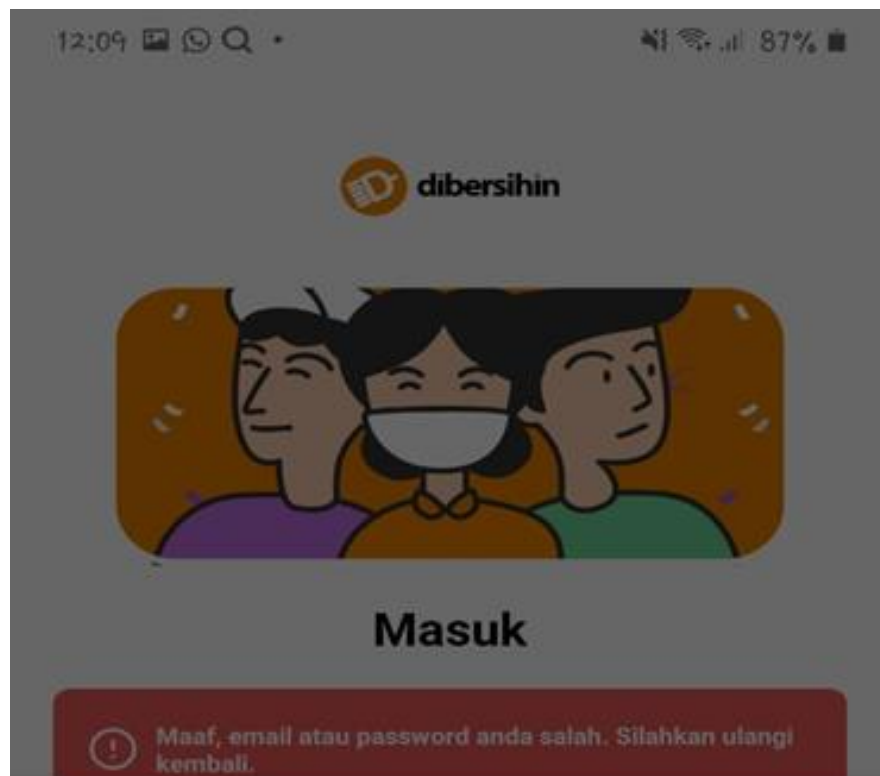 12:09 87%
dibersihin
Masuk
Maaf, email atau password anda salah. Silahkan ulangi
kembali.